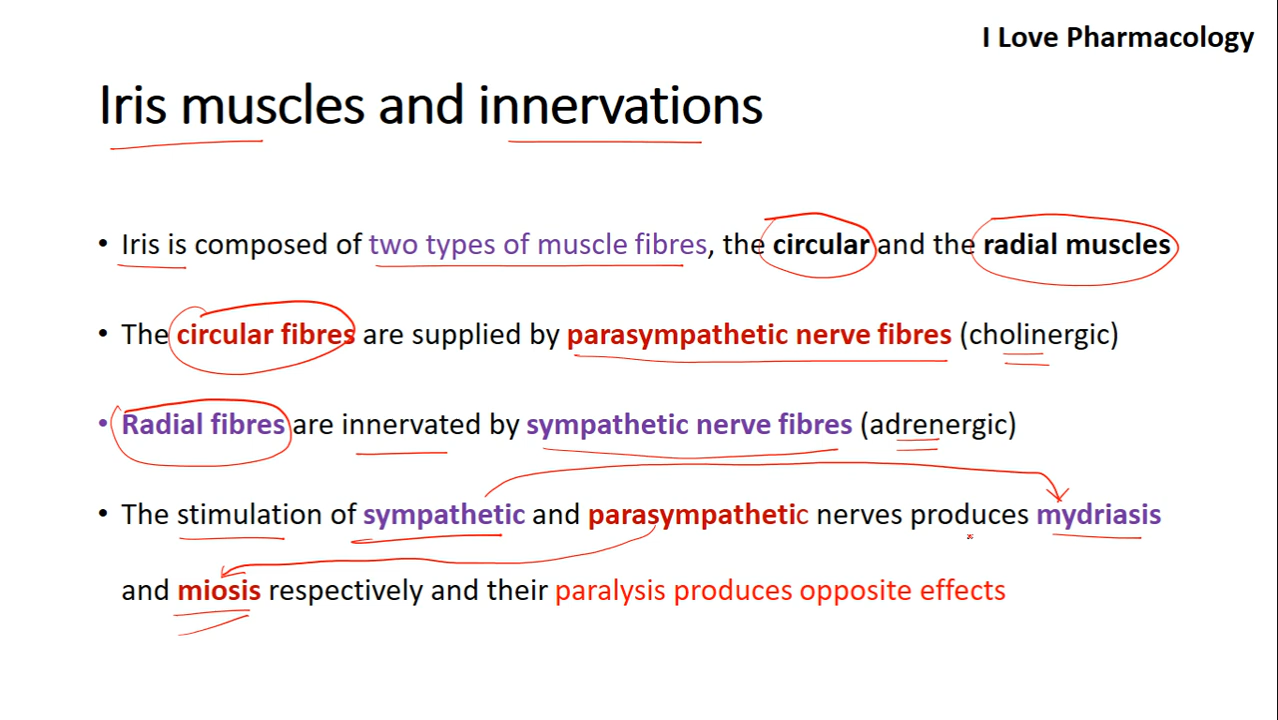 I Love Pharmacology
Iris muscles and innervations
• Iris is composed of two types of muscle fibres, the circular and the radial muscles
• The circular fibres are supplied by parasympathetic nerve fibres (cholinergic)
• Radial fibres are innervated by sympathetic nerve fibres (adrenergic)
• The stimulation of sympathetic and parasympathetic nerves produces mydriasis
and miosis respectively and their paralysis produces opposite effects